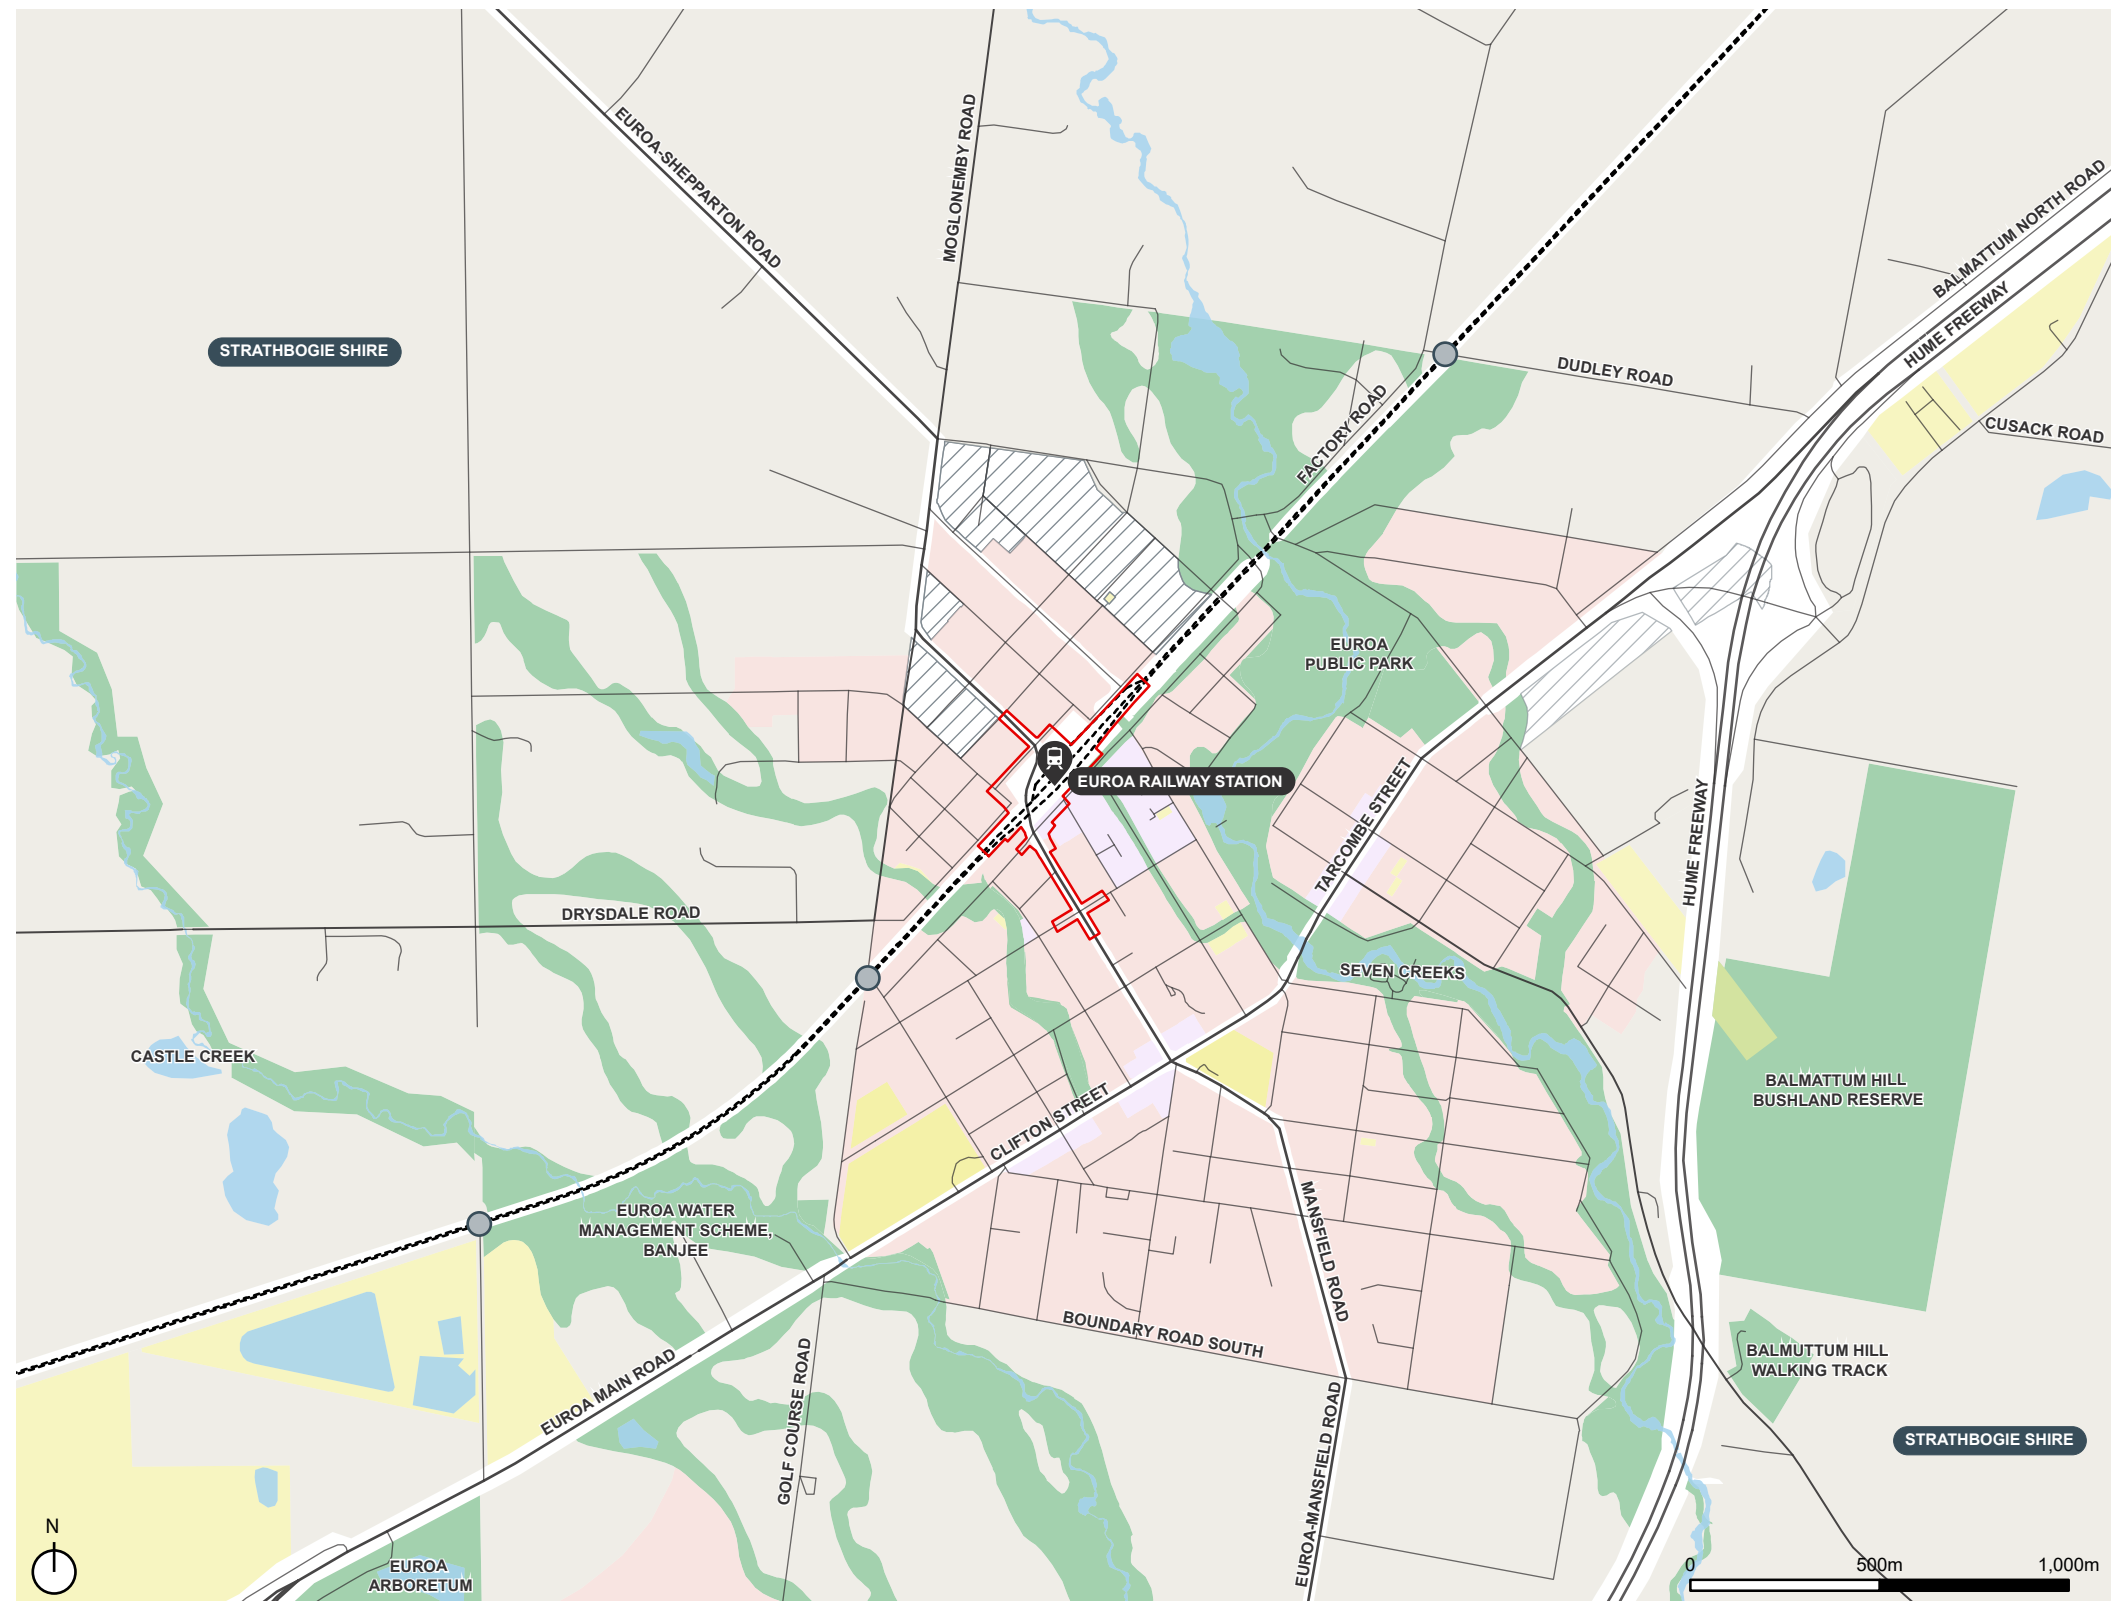 EUROA-SHEPPARTON ROAD
MOGLONEMBY ROAD
BALMATTUM NORTH ROAD
HUME FREEWAY
STRATHBOGIE SHIRE
DUDLEY ROAD
FACTORY ROAD
CUSACK ROAD
EUROA
PUBLIC PARK
EUROA RAILWAY STATION
TARCOMBE STREET
HUME FREEWAY
DRYSDALE ROAD
SEVEN CREEKS
CASTLE CREEK
BALMATTUM HILL
BUSHLAND RESERVE
CLIFTON STREET
EUROA WATER
MANAGEMENT SCHEME,
BANJEE
MANSFIELD ROAD
BOUNDARY ROAD SOUTH
BALMUTTUM HILL
WALKING TRACK
EUROA MAIN ROAD
GOLF COURSE ROAD
EUROA-MANSFIELD ROAD
STRATHBOGIE SHIRE
N
EUROA
ARBORETUM
0 500m 1,000m